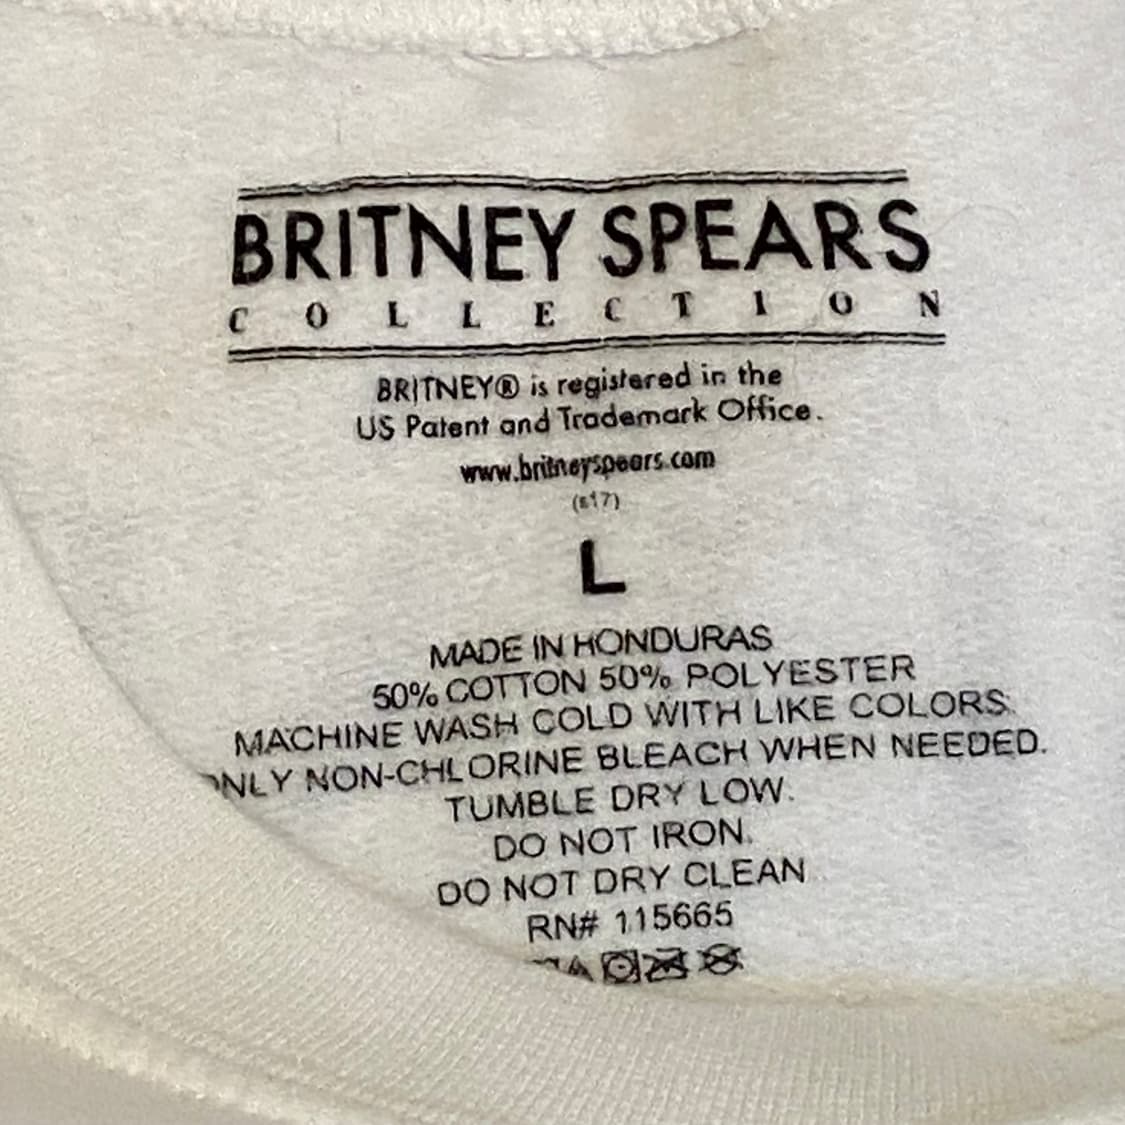 BRITNEY SPEARS
COLLECTION
BRITNEY® is registered in the
US Patent and Trademark Office.
www.britneyspears.com
(s17)
L
MADE IN HONDURAS
50% COTTON 50% POLYESTER
MACHINE WASH COLD WITH LIKE COLORS.
ONLY NON-CHLORINE BLEACH WHEN NEEDED.
TUMBLE DRY LOW.
DO NOT IRON.
DO NOT DRY CLEAN
RN# 115665